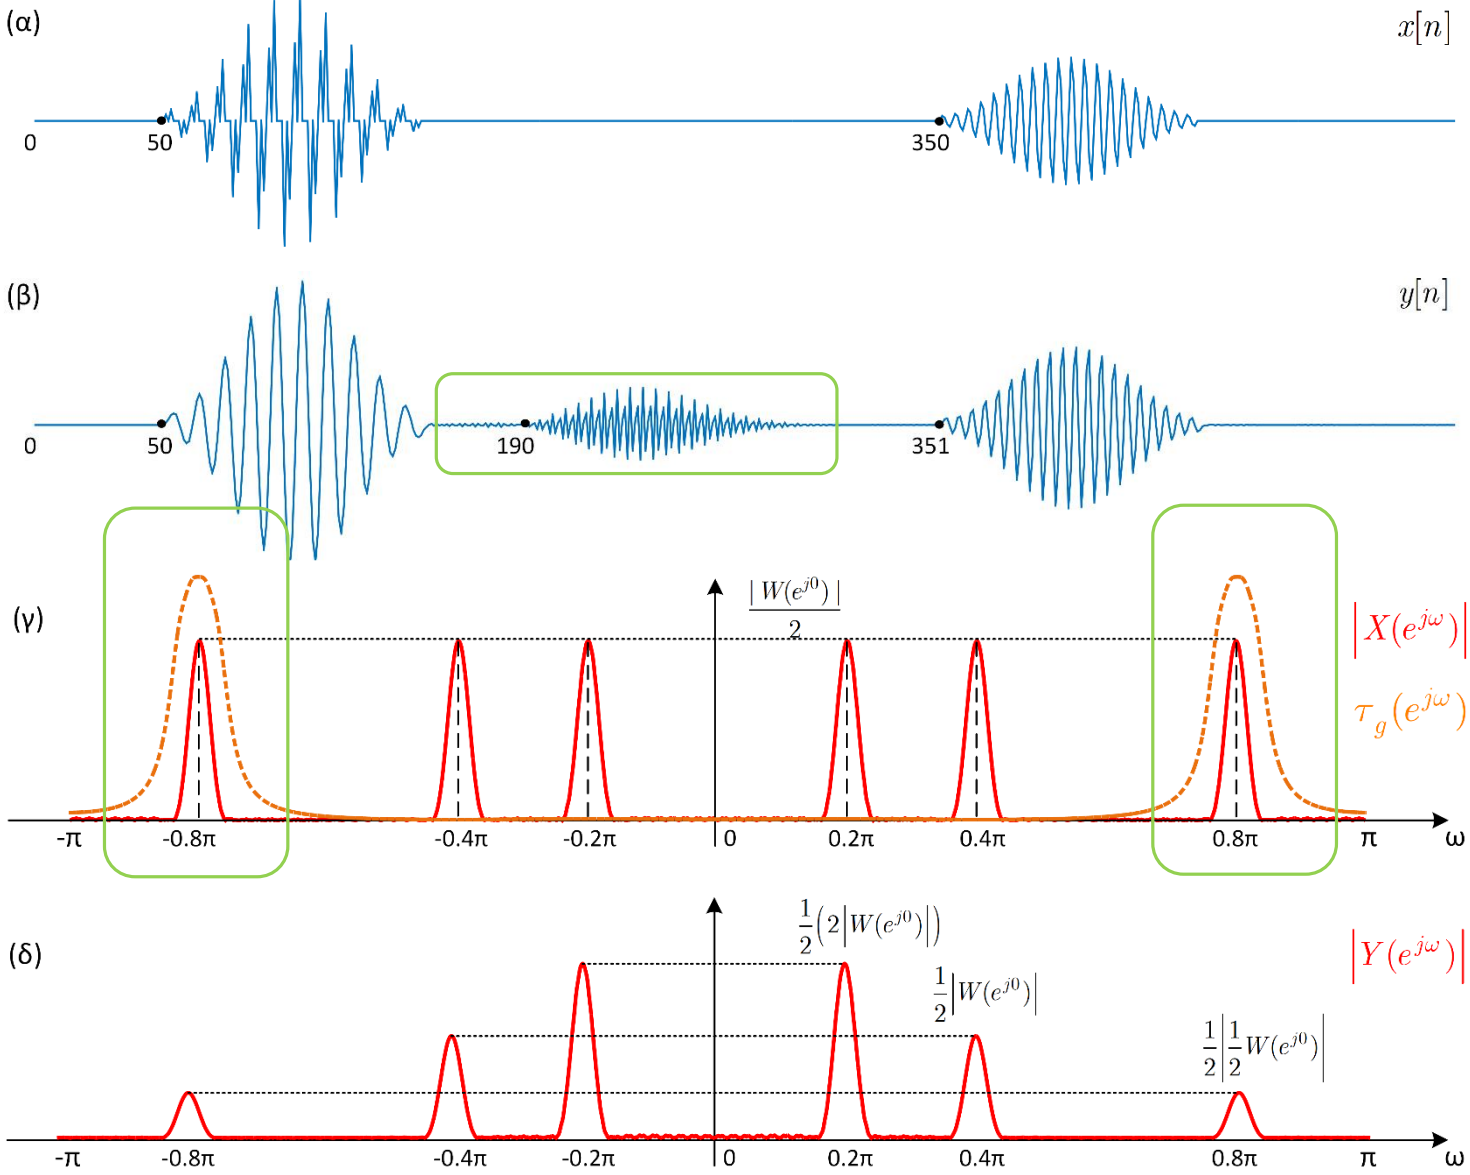 (α)
x[n]
0 50 350
(β)
y[n]
0 50 190 351
(γ)
| W(e^{j0}) |
2
|X(e^{jω})|
τ_g(e^{jω})
-π -0.8π -0.4π -0.2π 0 0.2π 0.4π 0.8π π ω
(δ)
1/2(2|W(e^{j0})|)
|Y(e^{jω})|
1/2|W(e^{j0})|
1/2|1/2 W(e^{j0})|
-π -0.8π -0.4π -0.2π 0 0.2π 0.4π 0.8π π ω